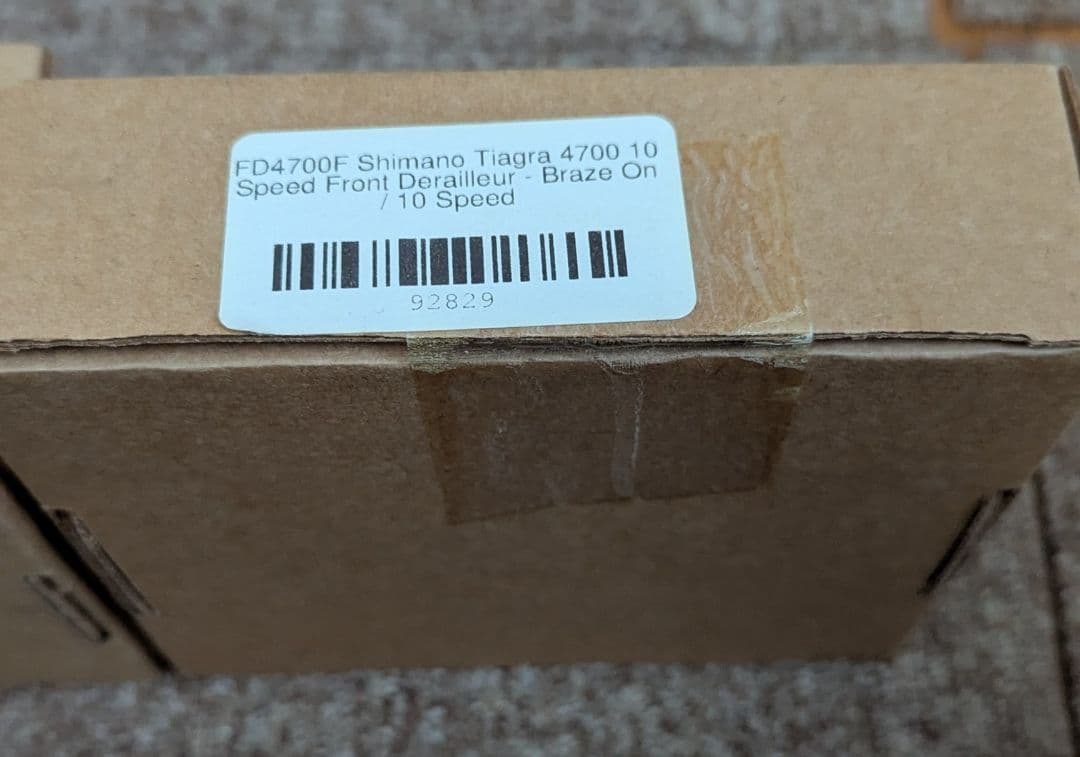 FD4700F Shimano Tiagra 4700 10
Speed Front Derailleur - Braze On
/ 10 Speed
92829